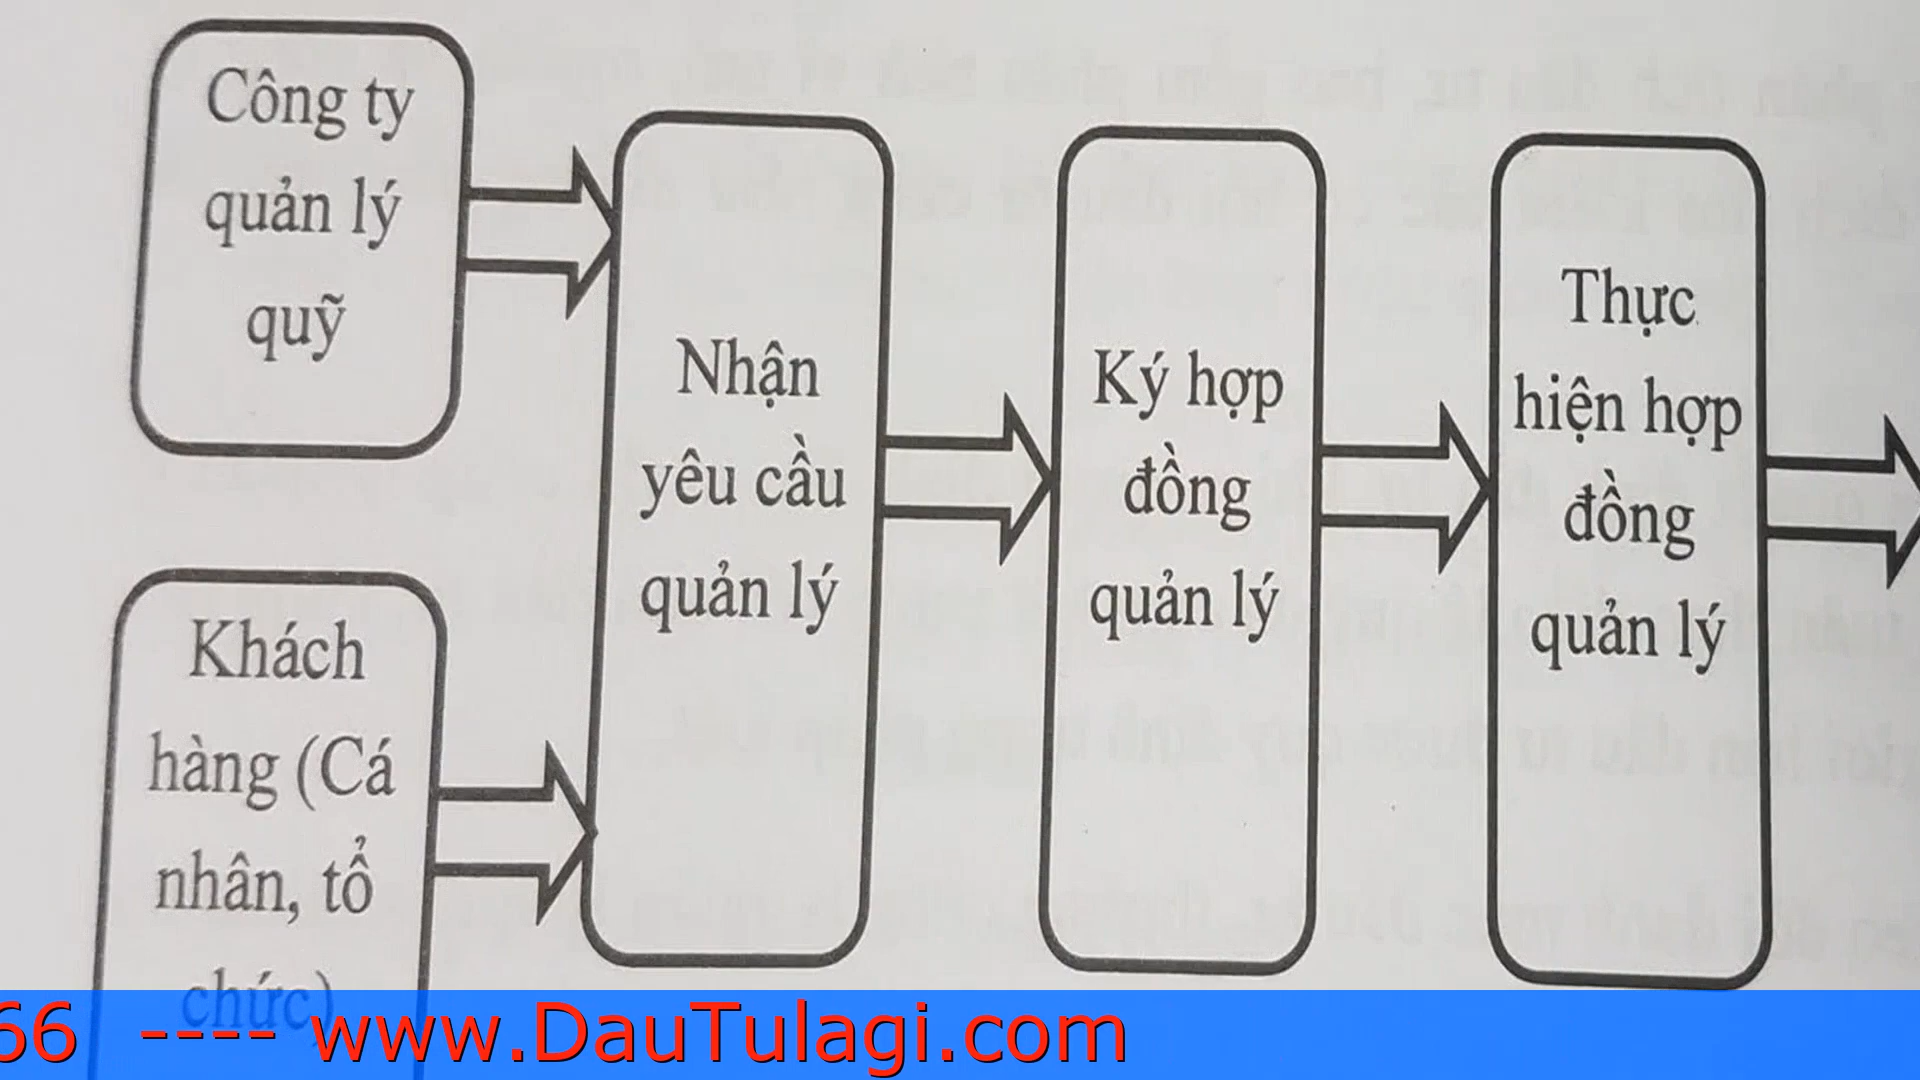 Công ty
quản lý
quỹ
Khách
hàng (Cá
nhân, tổ
chức)
Nhận
yêu cầu
quản lý
Ký hợp
đồng
quản lý
Thực
hiện hợp
đồng
quản lý
66 ---- www.DauTulagi.com